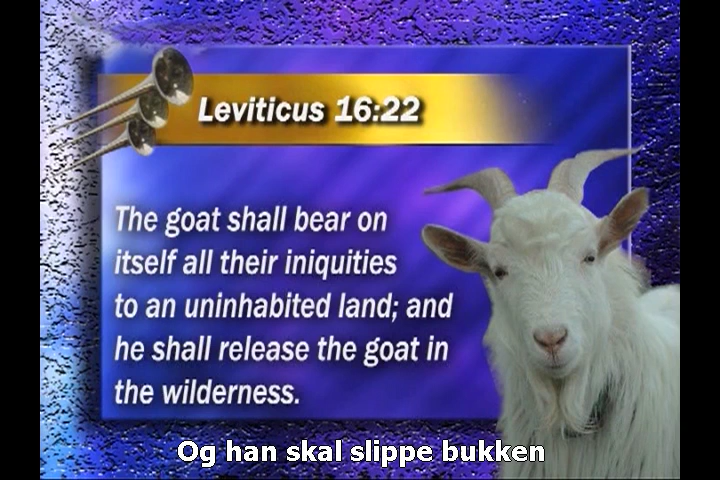 Leviticus 16:22
The goat shall bear on
itself all their iniquities
to an uninhabited land; and
he shall release the goat in
the wilderness.
Og han skal slippe bukken